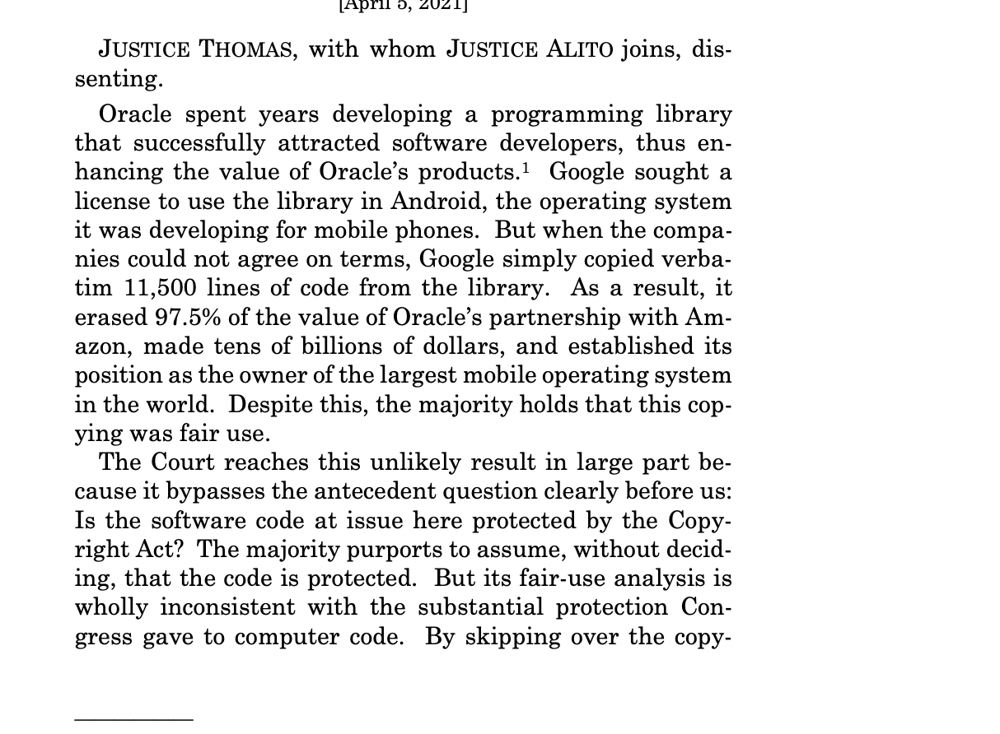 [April 5, 2021]
JUSTICE THOMAS, with whom JUSTICE ALITO joins, dis-
senting.
Oracle spent years developing a programming library
that successfully attracted software developers, thus en-
hancing the value of Oracle’s products.¹ Google sought a
license to use the library in Android, the operating system
it was developing for mobile phones. But when the compa-
nies could not agree on terms, Google simply copied verba-
tim 11,500 lines of code from the library. As a result, it
erased 97.5% of the value of Oracle’s partnership with Am-
azon, made tens of billions of dollars, and established its
position as the owner of the largest mobile operating system
in the world. Despite this, the majority holds that this cop-
ying was fair use.
The Court reaches this unlikely result in large part be-
cause it bypasses the antecedent question clearly before us:
Is the software code at issue here protected by the Copy-
right Act? The majority purports to assume, without decid-
ing, that the code is protected. But its fair-use analysis is
wholly inconsistent with the substantial protection Con-
gress gave to computer code. By skipping over the copy-